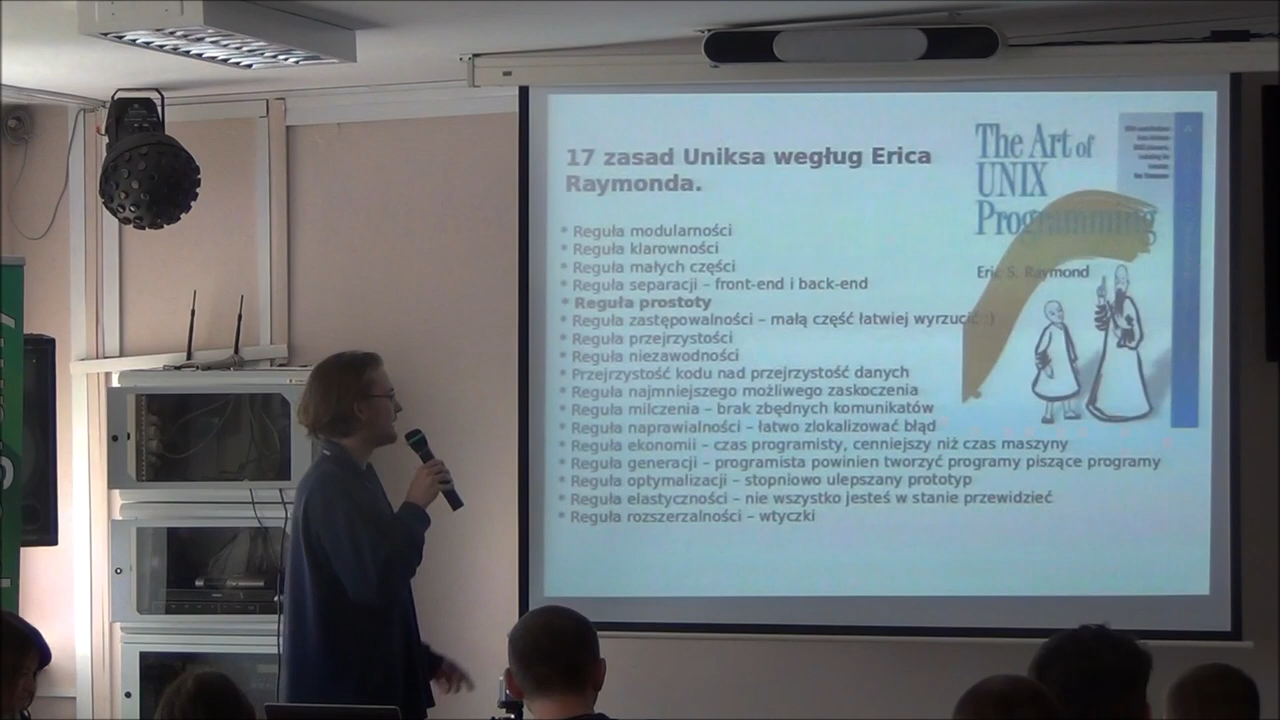 17 zasad Uniksa wegług Erica
Raymonda.
* Reguła modularności
* Reguła klarowności
* Reguła małych części
* Reguła separacji – front-end i back-end
* Reguła prostoty
* Reguła zastępowalności – małą część łatwiej wyrzucić :)
* Reguła przejrzystości
* Reguła niezawodności
* Przejrzystość kodu nad przejrzystość danych
* Reguła najmniejszego możliwego zaskoczenia
* Reguła milczenia – brak zbędnych komunikatów
* Reguła naprawialności – łatwo zlokalizować błąd
* Reguła ekonomii – czas programisty, cenniejszy niż czas maszyny
* Reguła generacji – programista powinien tworzyć programy piszące programy
* Reguła optymalizacji – stopniowo ulepszany prototyp
* Reguła elastyczności – nie wszystko jesteś w stanie przewidzieć
* Reguła rozszerzalności – wtyczki
The Art of
UNIX
Programming
Eric S. Raymond